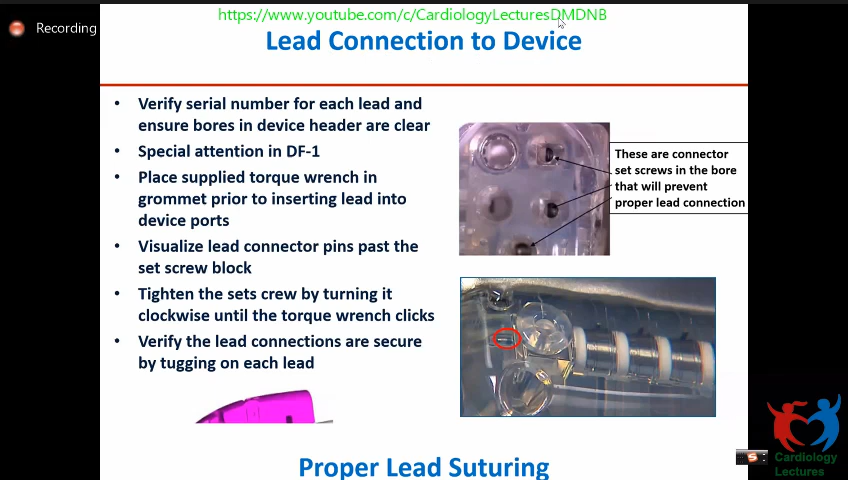 https://www.youtube.com/c/CardiologyLecturesDMDNB
Recording
Lead Connection to Device
• Verify serial number for each lead and
ensure bores in device header are clear
• Special attention in DF-1
• Place supplied torque wrench in
grommet prior to inserting lead into
device ports
• Visualize lead connector pins past the
set screw block
• Tighten the sets crew by turning it
clockwise until the torque wrench clicks
• Verify the lead connections are secure
by tugging on each lead
These are connector
set screws in the bore
that will prevent
proper lead connection
Proper Lead Suturing
Cardiology
Lectures